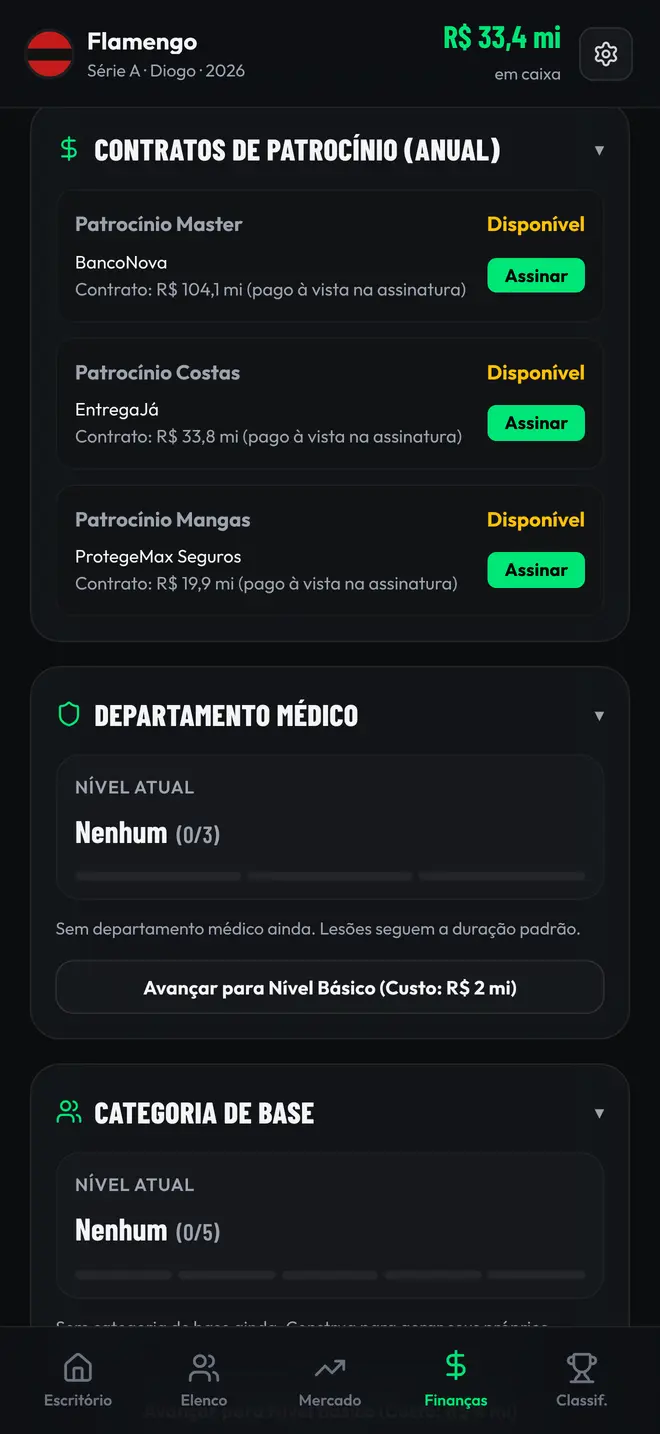 Flamengo
Série A · Diogo · 2026
R$ 33,4 mi
em caixa
CONTRATOS DE PATROCÍNIO (ANUAL)
Patrocínio Master
Disponível
BancoNova
Contrato: R$ 104,1 mi (pago à vista na assinatura)
Assinar
Patrocínio Costas
Disponível
EntregaJá
Contrato: R$ 33,8 mi (pago à vista na assinatura)
Assinar
Patrocínio Mangas
Disponível
ProtegeMax Seguros
Contrato: R$ 19,9 mi (pago à vista na assinatura)
Assinar
DEPARTAMENTO MÉDICO
NÍVEL ATUAL
Nenhum (0/3)
Sem departamento médico ainda. Lesões seguem a duração padrão.
Avançar para Nível Básico (Custo: R$ 2 mi)
CATEGORIA DE BASE
NÍVEL ATUAL
Nenhum (0/5)
Escritório
Elenco
Mercado
Finanças
Classif.